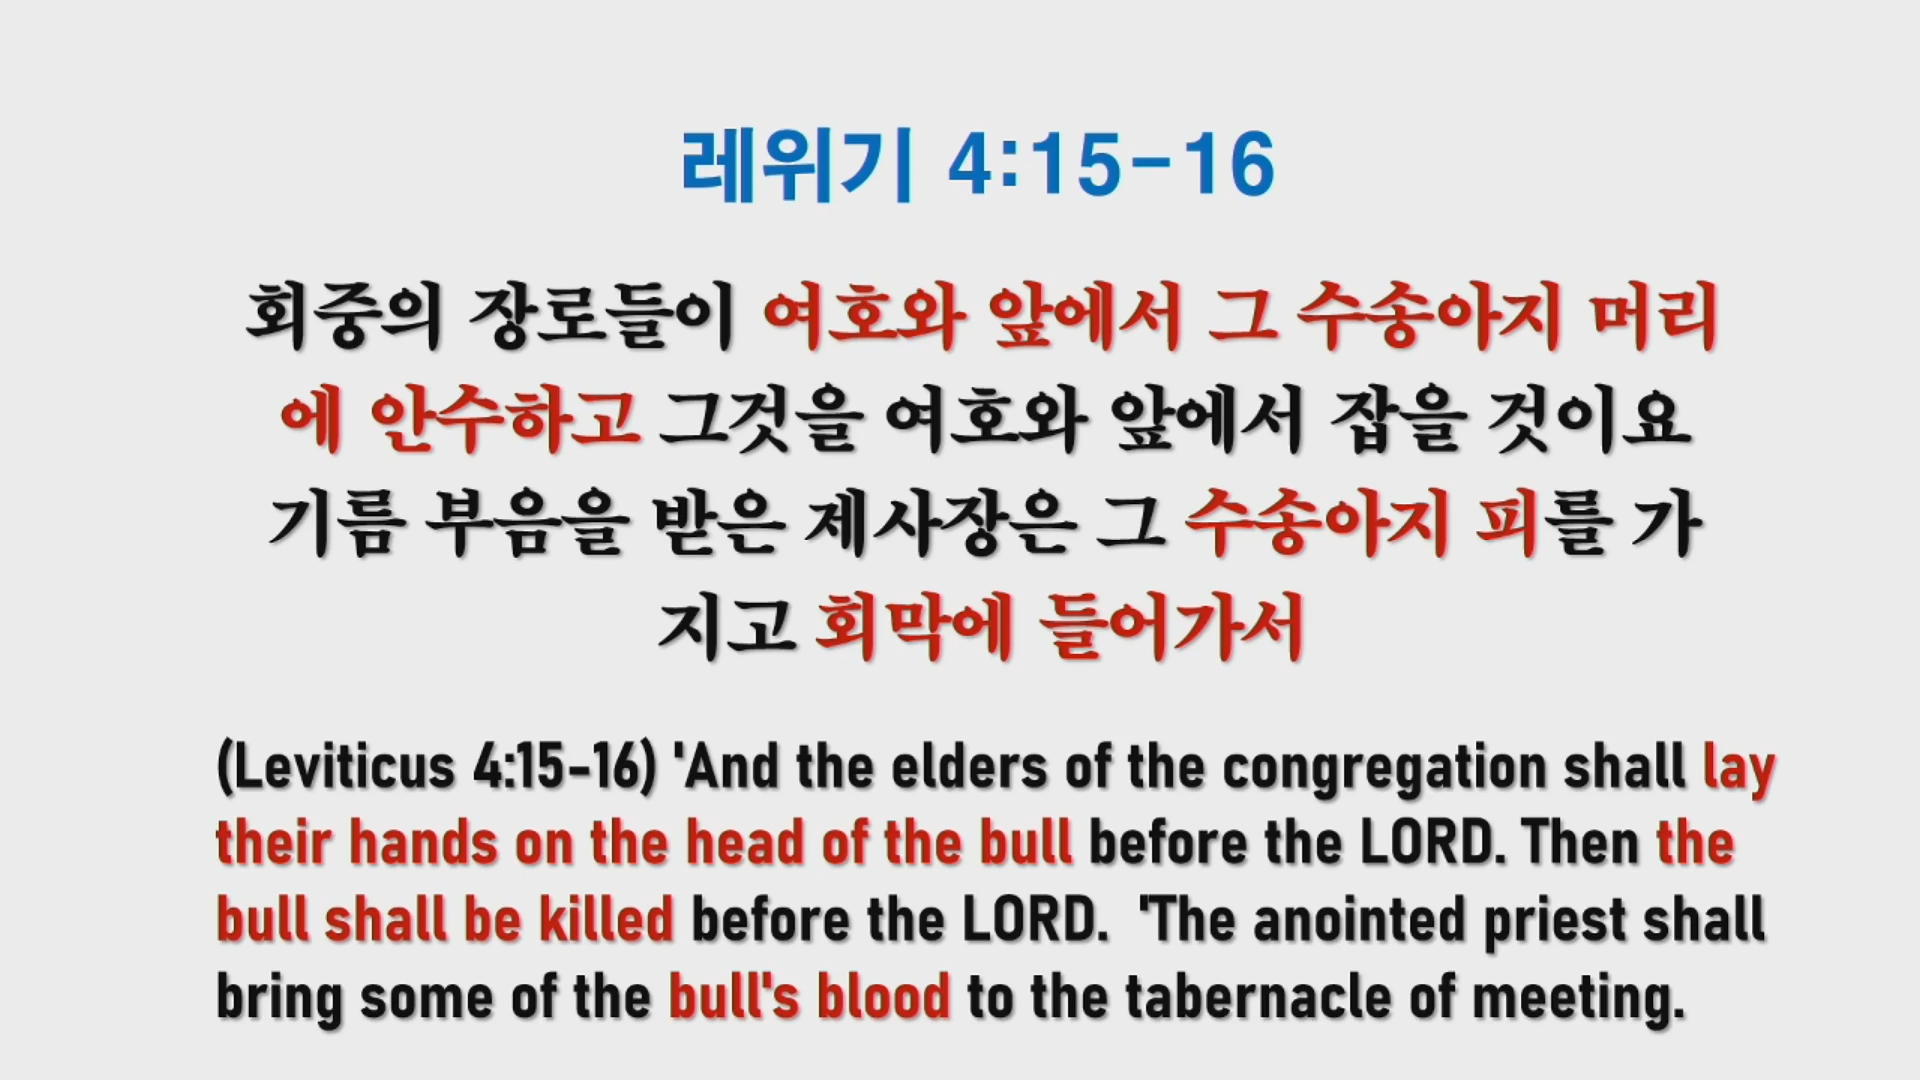 레위기 4:15-16
회중의 장로들이 여호와 앞에서 그 수송아지 머리
에 안수하고 그것을 여호와 앞에서 잡을 것이요
기름 부음을 받은 제사장은 그 수송아지 피를 가
지고 회막에 들어가서
(Leviticus 4:15-16) 'And the elders of the congregation shall lay
their hands on the head of the bull before the LORD. Then the
bull shall be killed before the LORD.  'The anointed priest shall
bring some of the bull's blood to the tabernacle of meeting.